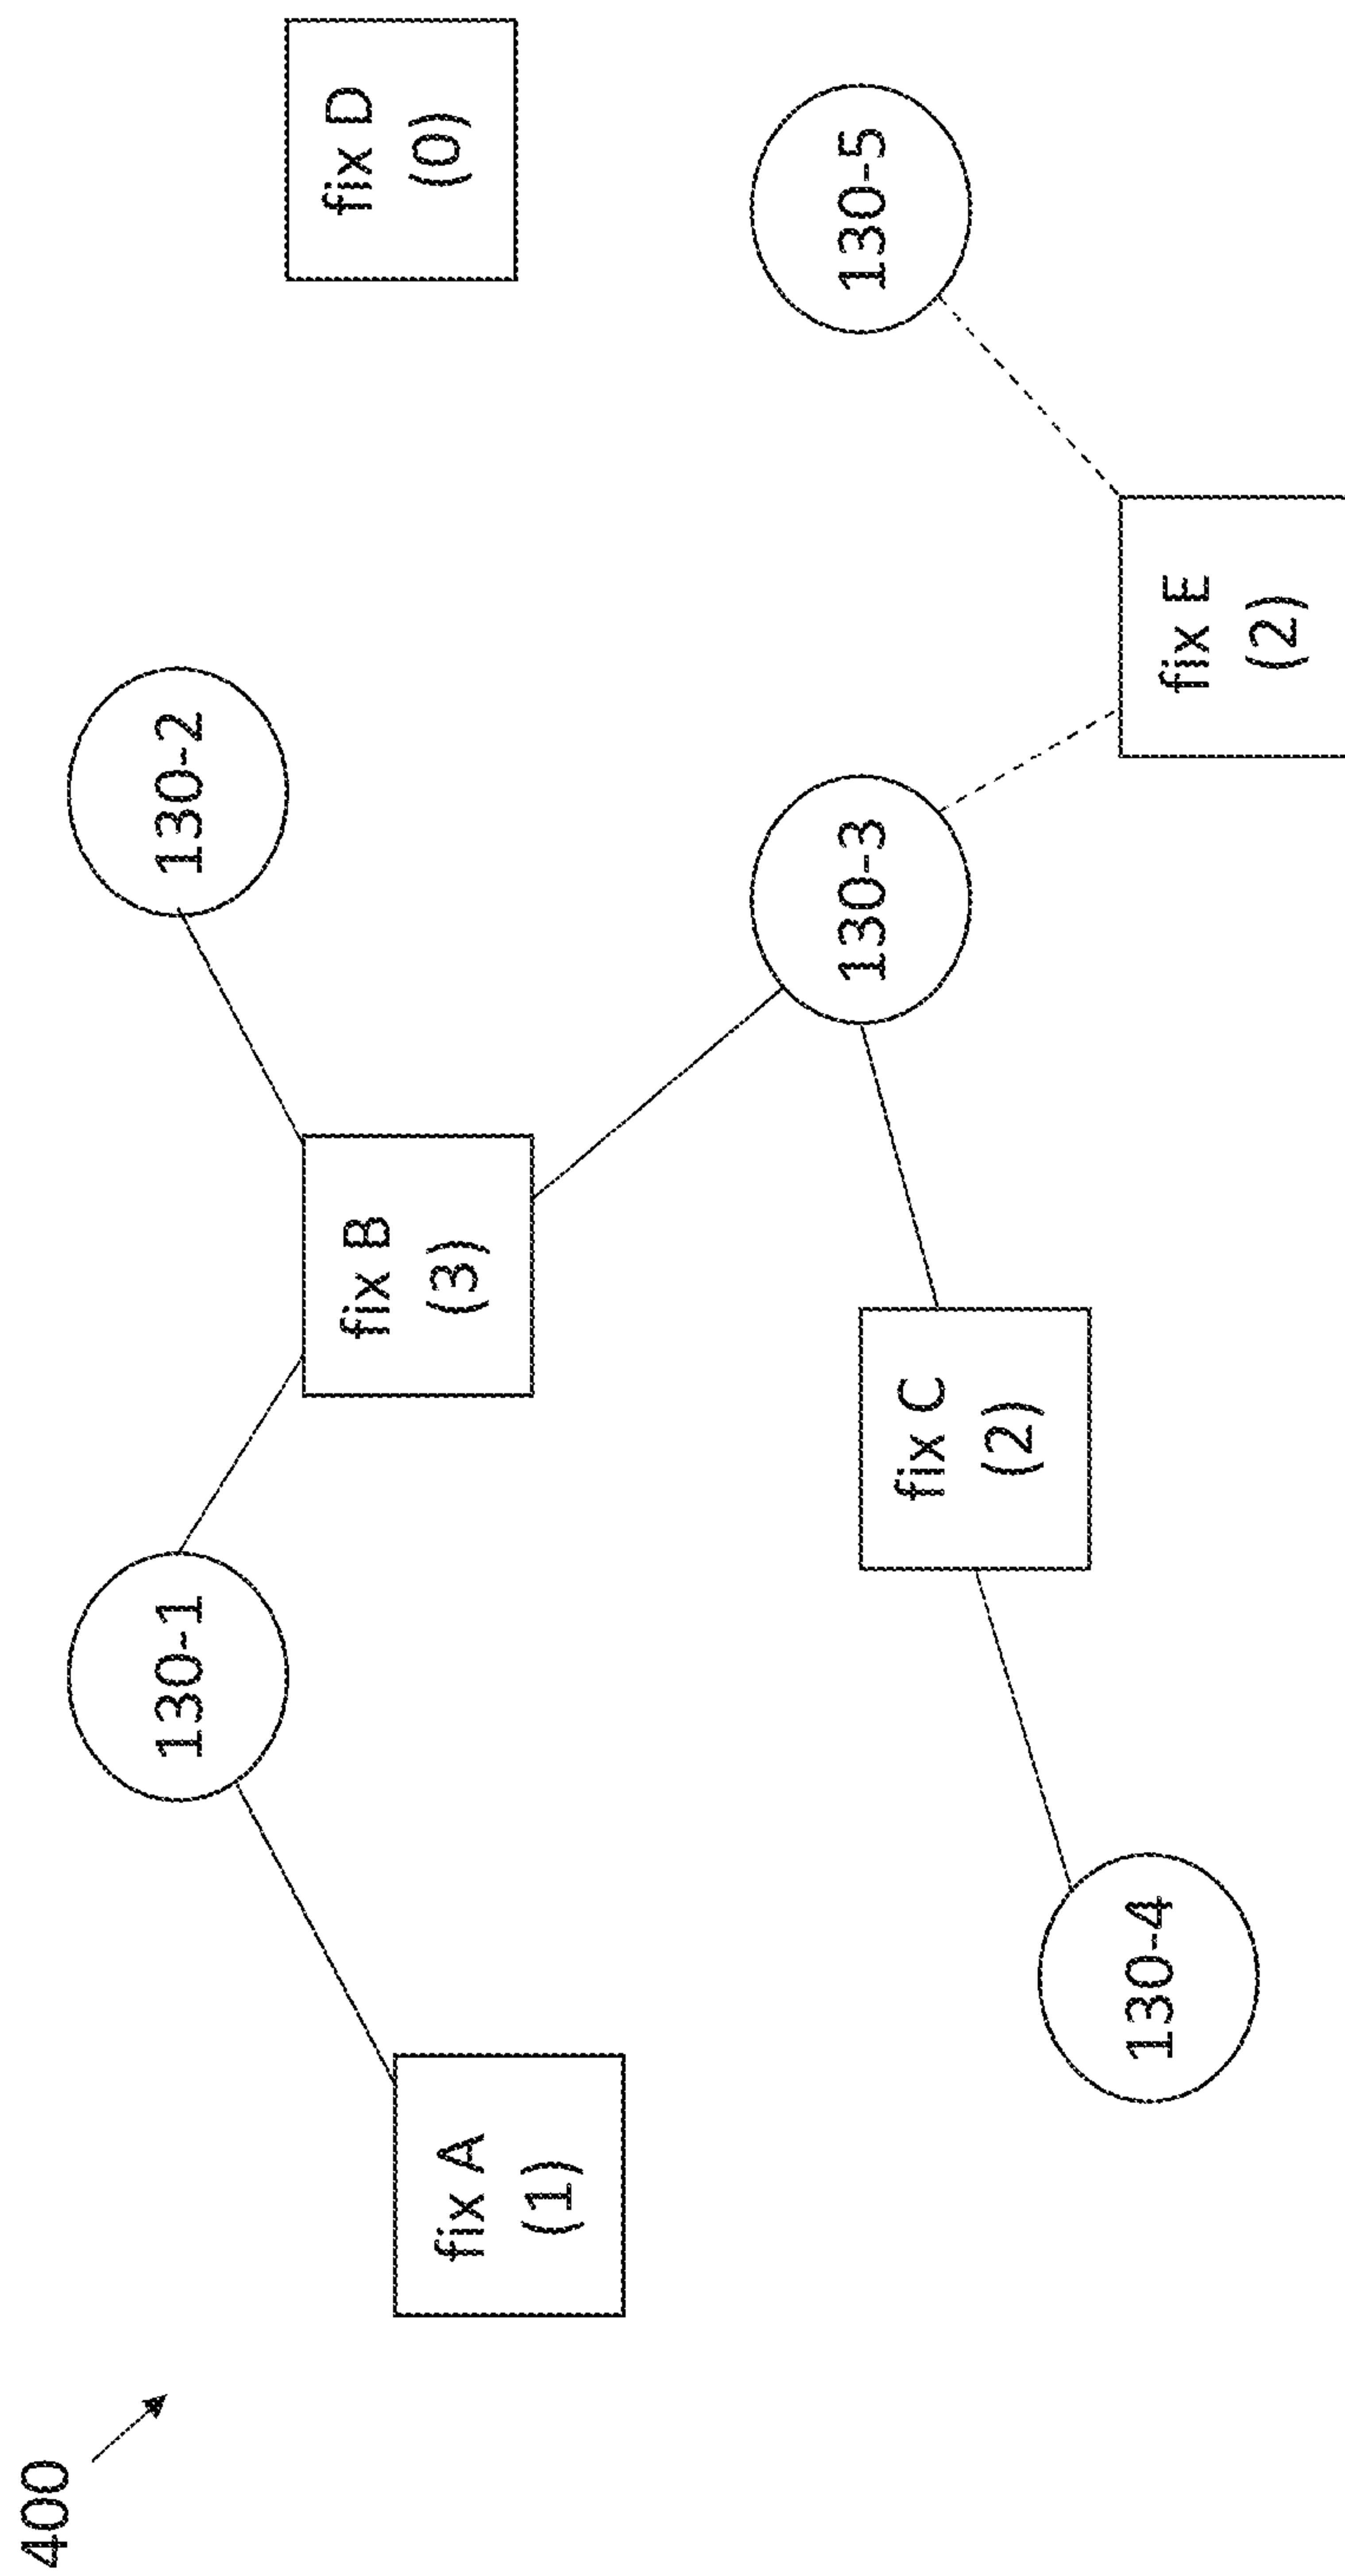 400
130-1
130-2
fix D
(0)
fix B
(3)
fix A
(1)
130-3
130-5
fix C
(2)
130-4
fix E
(2)